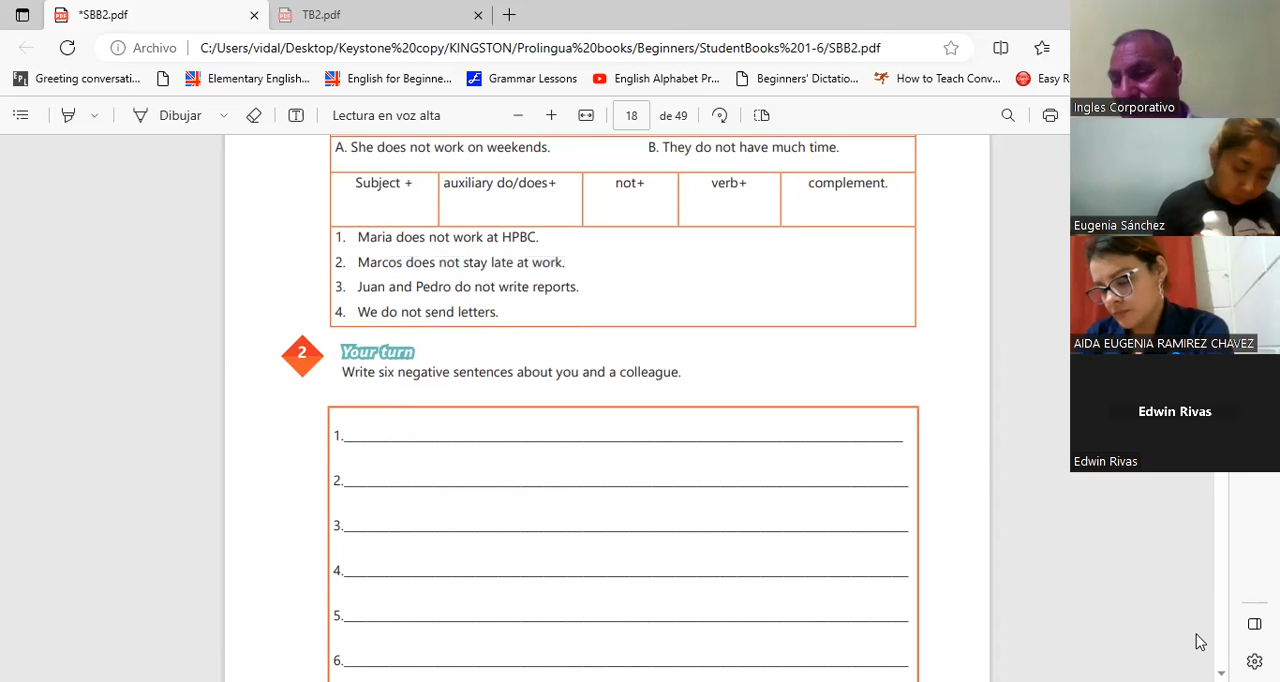 *SBB2.pdf
TB2.pdf
Archivo
C:/Users/vidal/Desktop/Keystone%20copy/KINGSTON/Prolingua%20books/Beginners/StudentBooks%201-6/SBB2.pdf
Greeting conversati...
Elementary English...
English for Beginne...
Grammar Lessons
English Alphabet Pr...
Beginners' Dictatio...
How to Teach Conv...
Easy R
Dibujar
Lectura en voz alta
18
de 49
A. She does not work on weekends.
B. They do not have much time.
Subject +
auxiliary do/does+
not+
verb+
complement.
1. Maria does not work at HPBC.
2. Marcos does not stay late at work.
3. Juan and Pedro do not write reports.
4. We do not send letters.
2
Your turn
Write six negative sentences about you and a colleague.
1.
2.
3.
4.
5.
6.
Ingles Corporativo
Eugenia Sánchez
AIDA EUGENIA RAMIREZ CHAVEZ
Edwin Rivas
Edwin Rivas